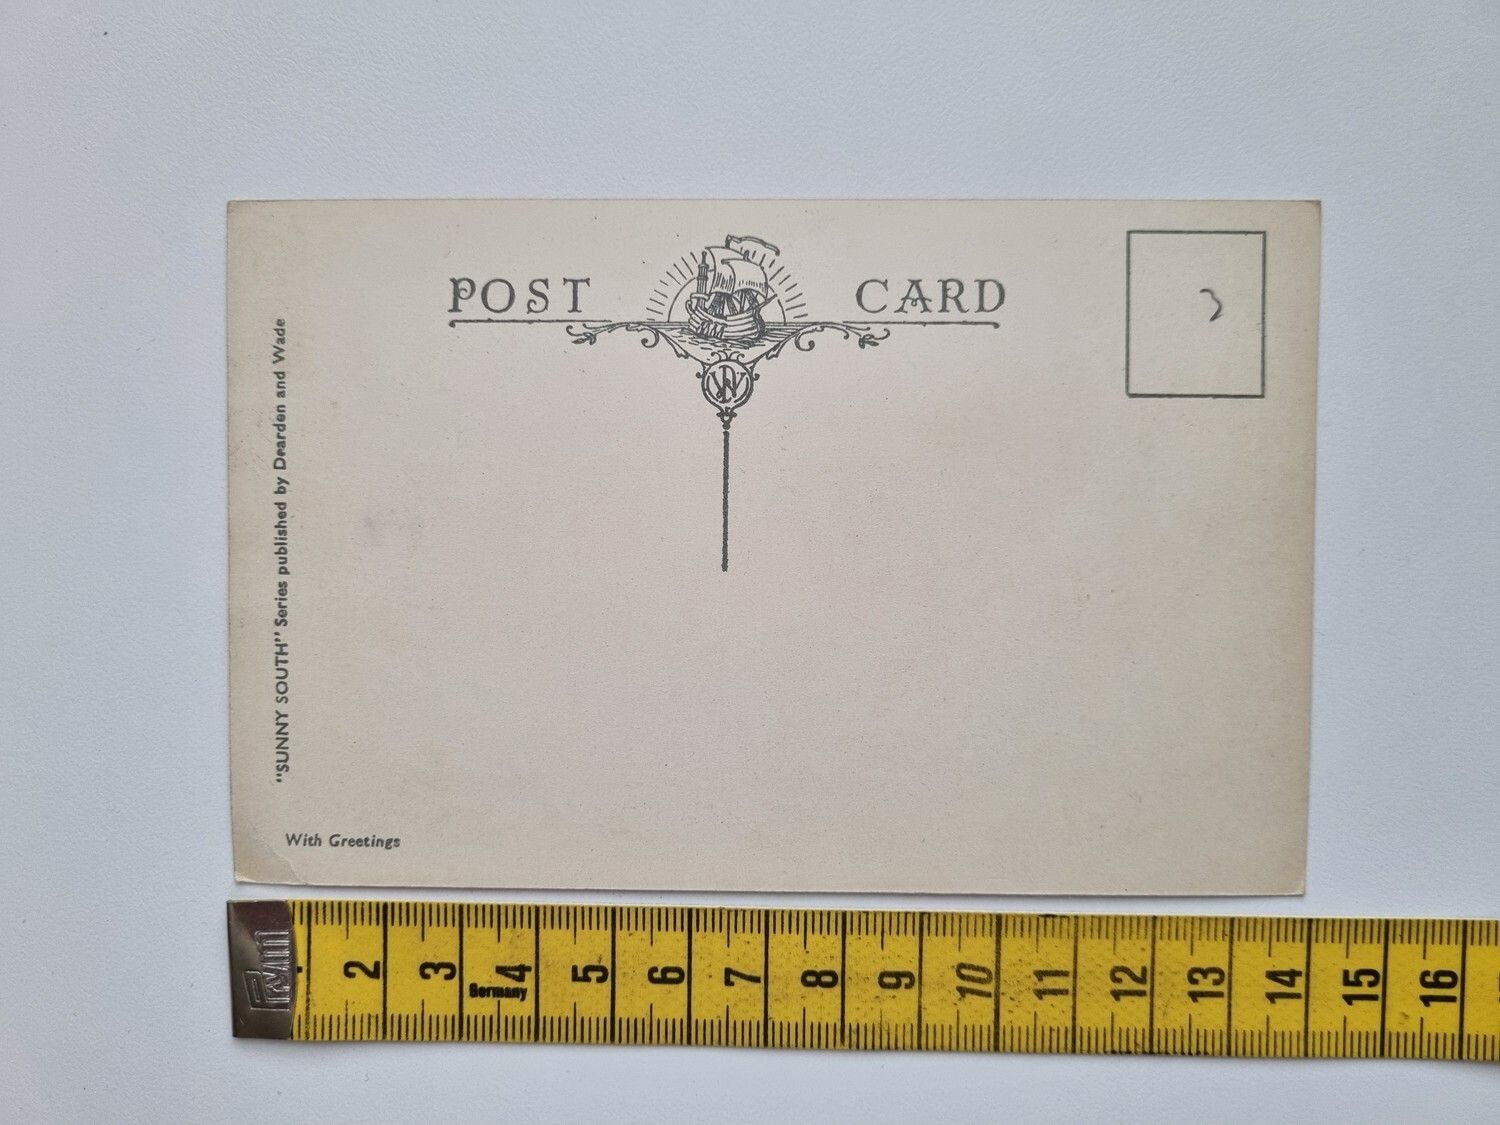 POST CARD
"SUNNY SOUTH" Series published by Dearden and Wade
With Greetings
2 3 4 5 6 7 8 9 10 11 12 13 14 15 16
Germany